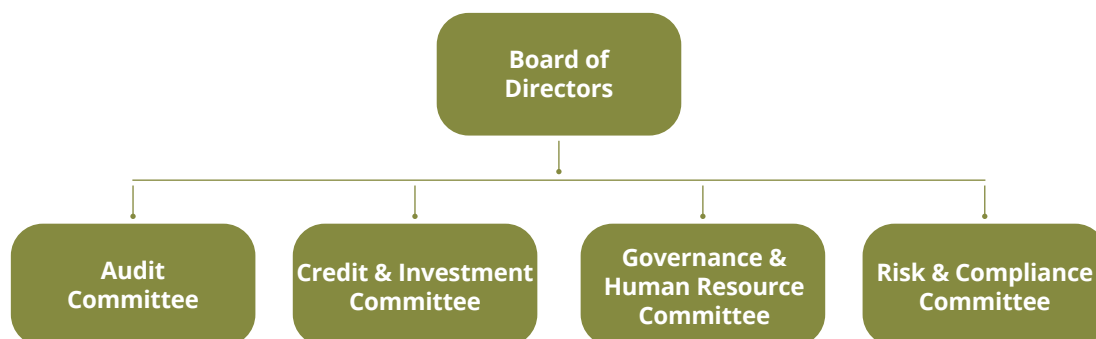 Board of
Directors
Audit
Committee
Credit & Investment
Committee
Governance &
Human Resource
Committee
Risk & Compliance
Committee